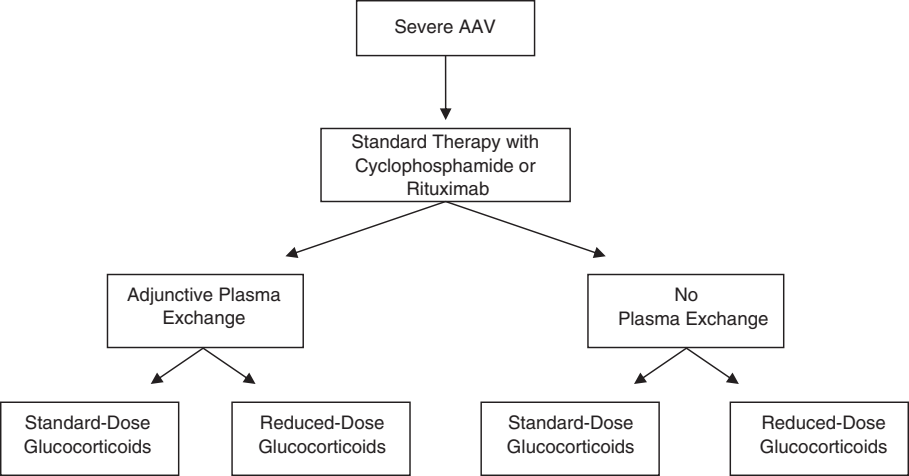 Severe AAV
Standard Therapy with
Cyclophosphamide or
Rituximab
Adjunctive Plasma
Exchange
No
Plasma Exchange
Standard-Dose
Glucocorticoids
Reduced-Dose
Glucocorticoids
Standard-Dose
Glucocorticoids
Reduced-Dose
Glucocorticoids